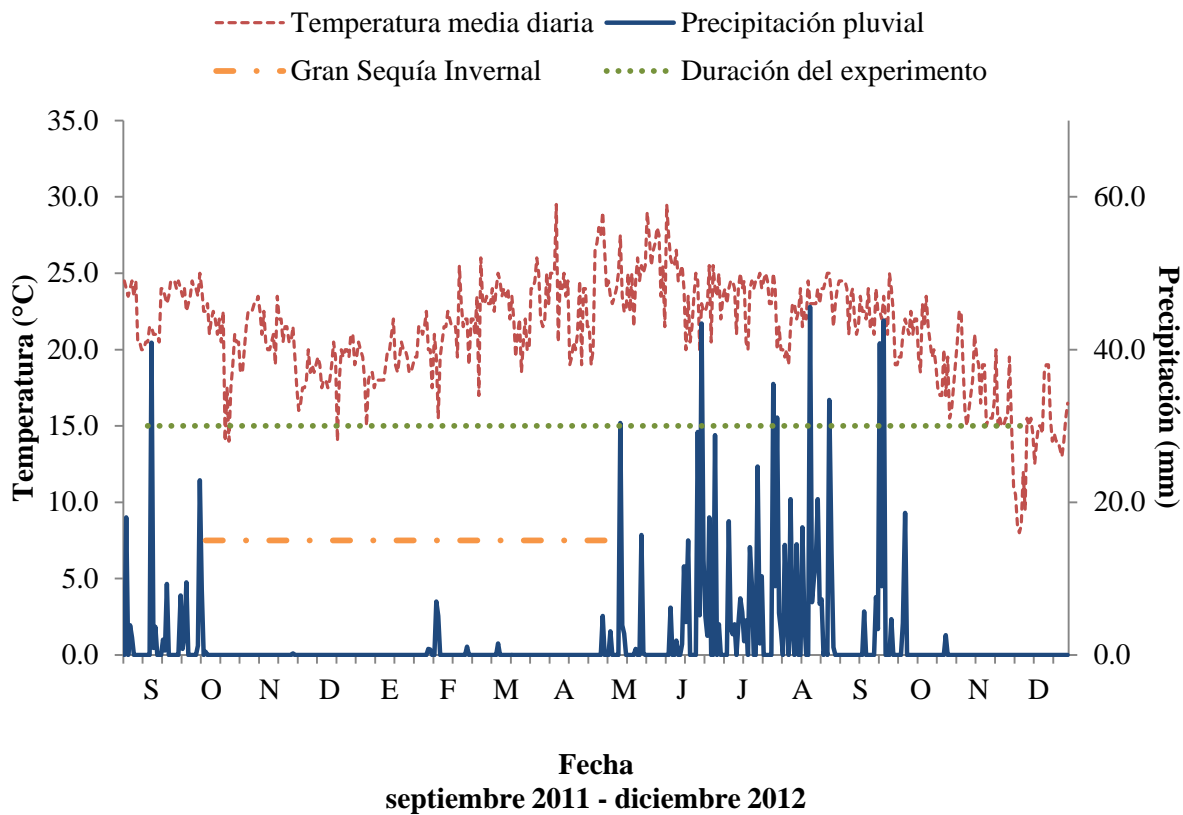 Temperatura media diaria
Precipitación pluvial
Gran Sequía Invernal
Duración del experimento
Temperatura (°C)
35.0
30.0
25.0
20.0
15.0
10.0
5.0
0.0
60.0
40.0
20.0
0.0
Precipitación (mm)
S O N D E F M A M J J A S O N D
Fecha
septiembre 2011 - diciembre 2012